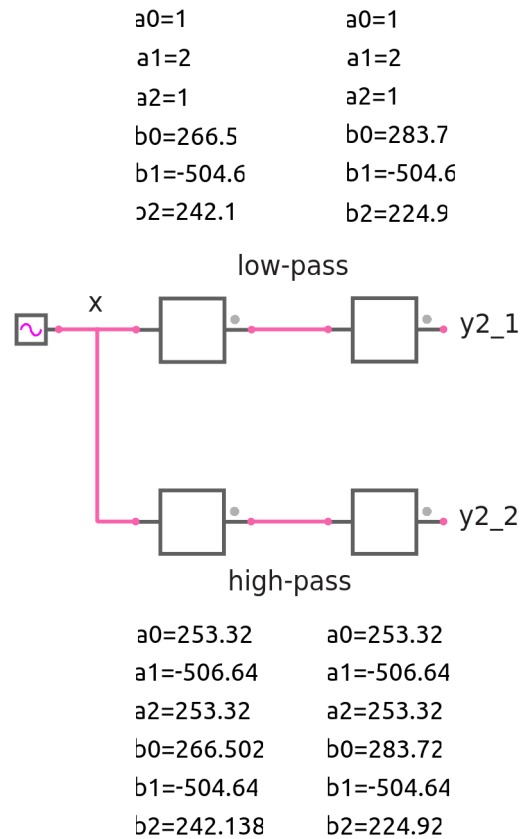 a0=1
a1=2
a2=1
b0=266.5
b1=-504.6
b2=242.1
a0=1
a1=2
a2=1
b0=283.7
b1=-504.6
b2=224.9
low-pass
x
y2_1
y2_2
high-pass
a0=253.32
a1=-506.64
a2=253.32
b0=266.502
b1=-504.64
b2=242.138
a0=253.32
a1=-506.64
a2=253.32
b0=283.72
b1=-504.64
b2=224.92